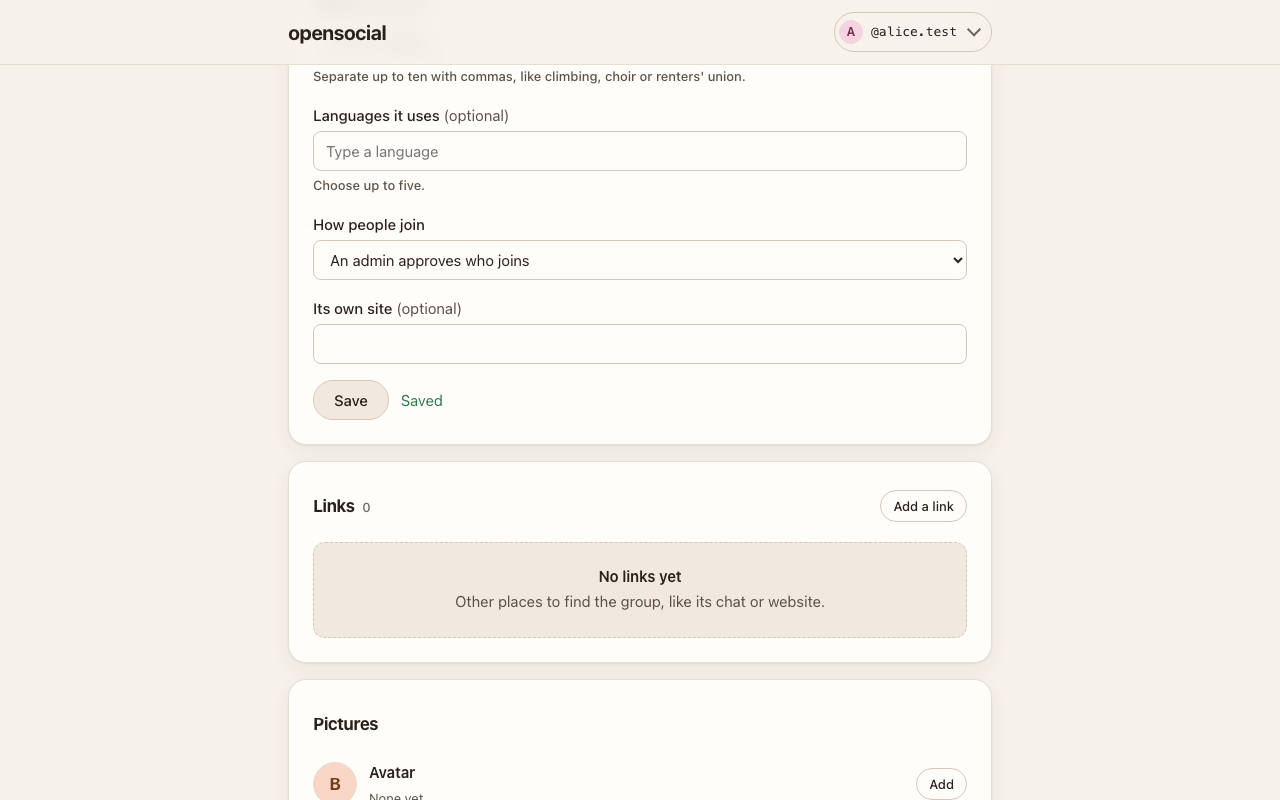 opensocial
A
@alice.test
Separate up to ten with commas, like climbing, choir or renters' union.
Languages it uses (optional)
Type a language
Choose up to five.
How people join
An admin approves who joins
Its own site (optional)
Save
Saved
Links 0
Add a link
No links yet
Other places to find the group, like its chat or website.
Pictures
B
Avatar
None yet
Add